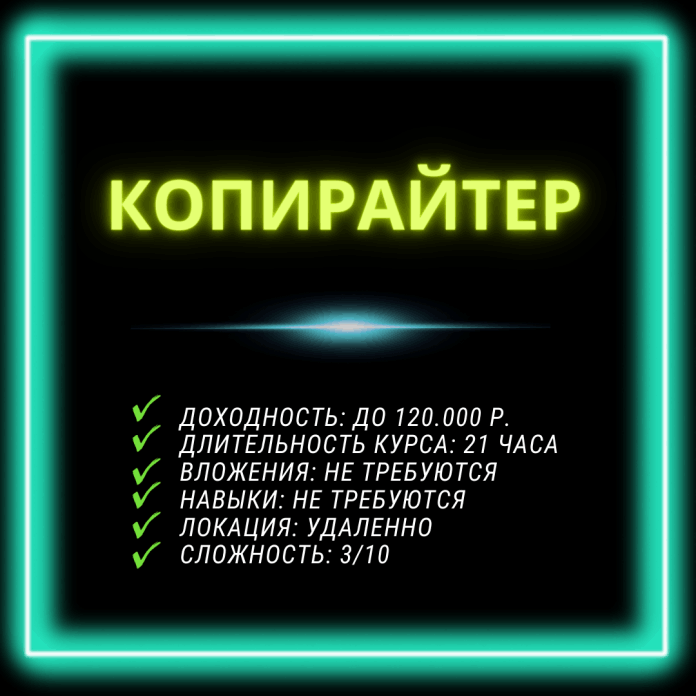 КОПИРАЙТЕР
ДОХОДНОСТЬ: ДО 120.000 Р.
ДЛИТЕЛЬНОСТЬ КУРСА: 21 ЧАСА
ВЛОЖЕНИЯ: НЕ ТРЕБУЮТСЯ
НАВЫКИ: НЕ ТРЕБУЮТСЯ
ЛОКАЦИЯ: УДАЛЕННО
СЛОЖНОСТЬ: 3/10